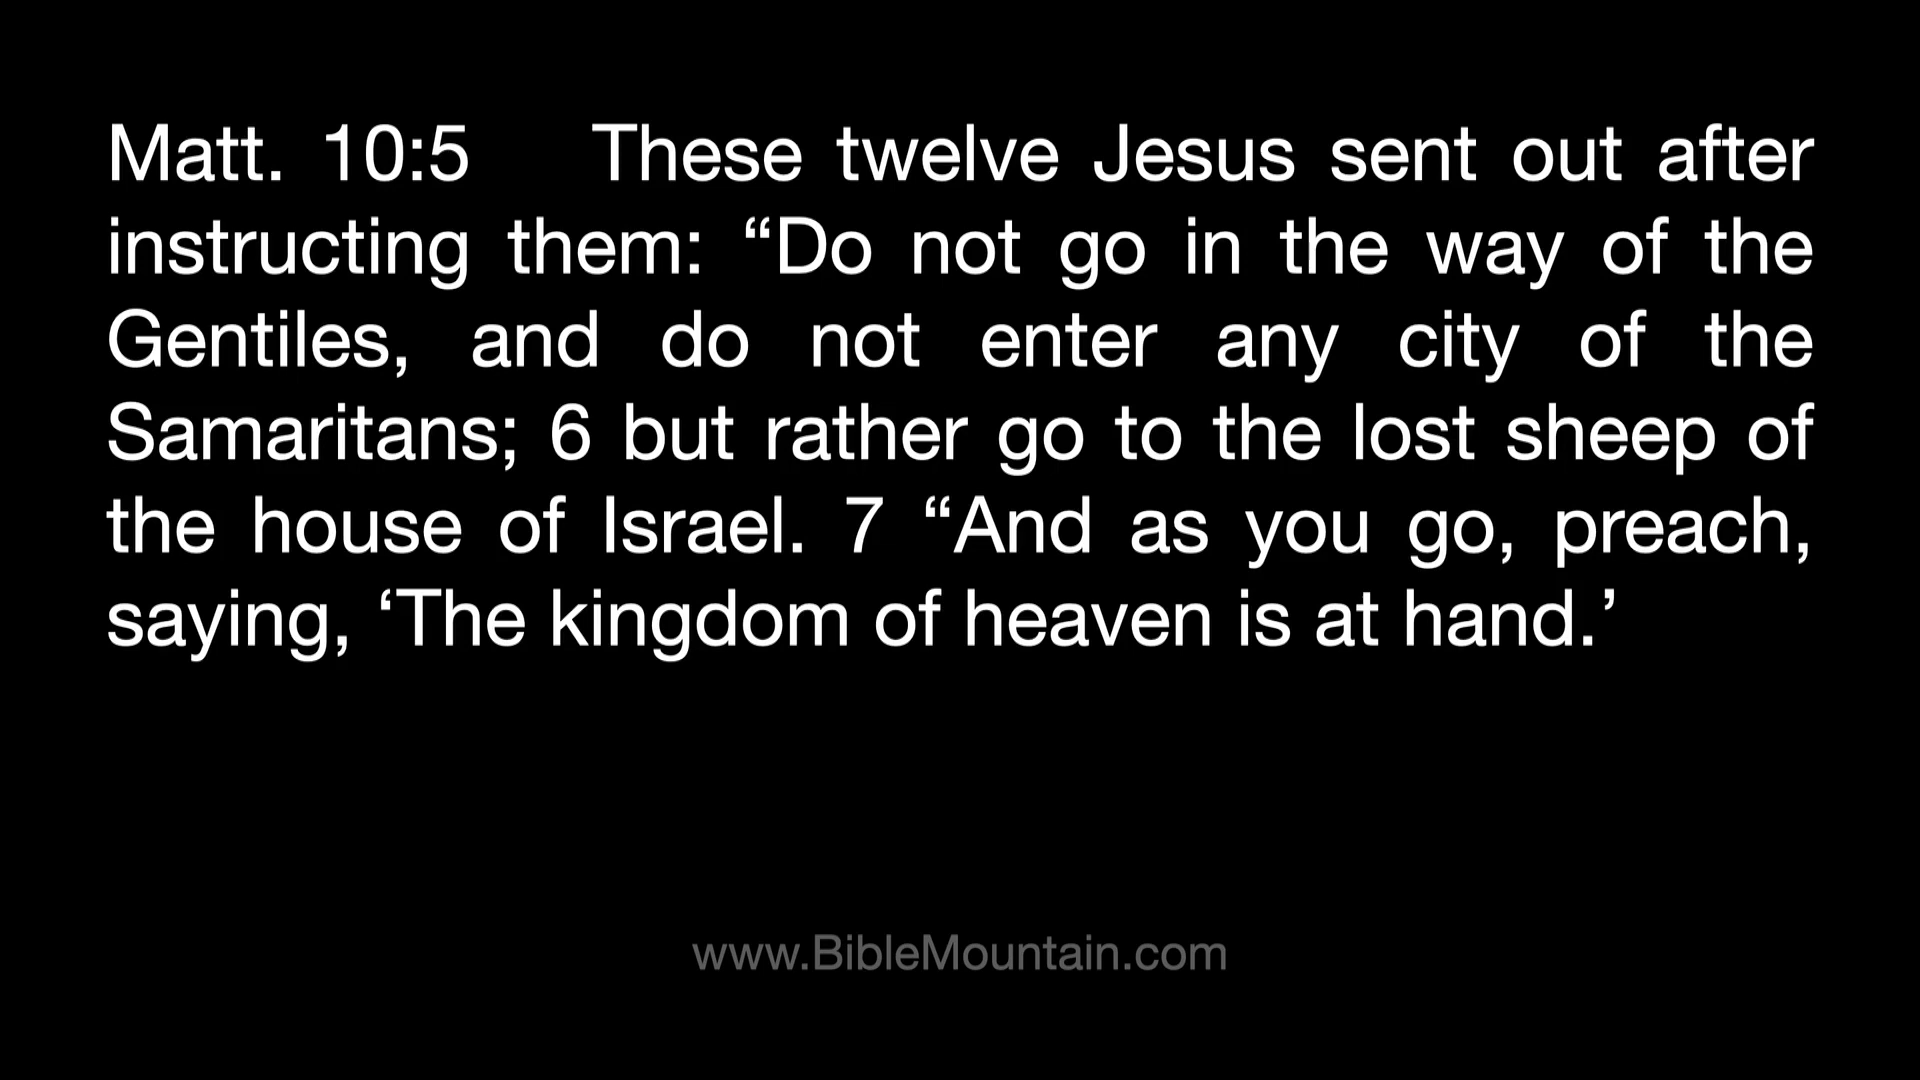 Matt. 10:5 These twelve Jesus sent out after
instructing them: “Do not go in the way of the
Gentiles, and do not enter any city of the
Samaritans; 6 but rather go to the lost sheep of
the house of Israel. 7 “And as you go, preach,
saying, ‘The kingdom of heaven is at hand.’
www.BibleMountain.com